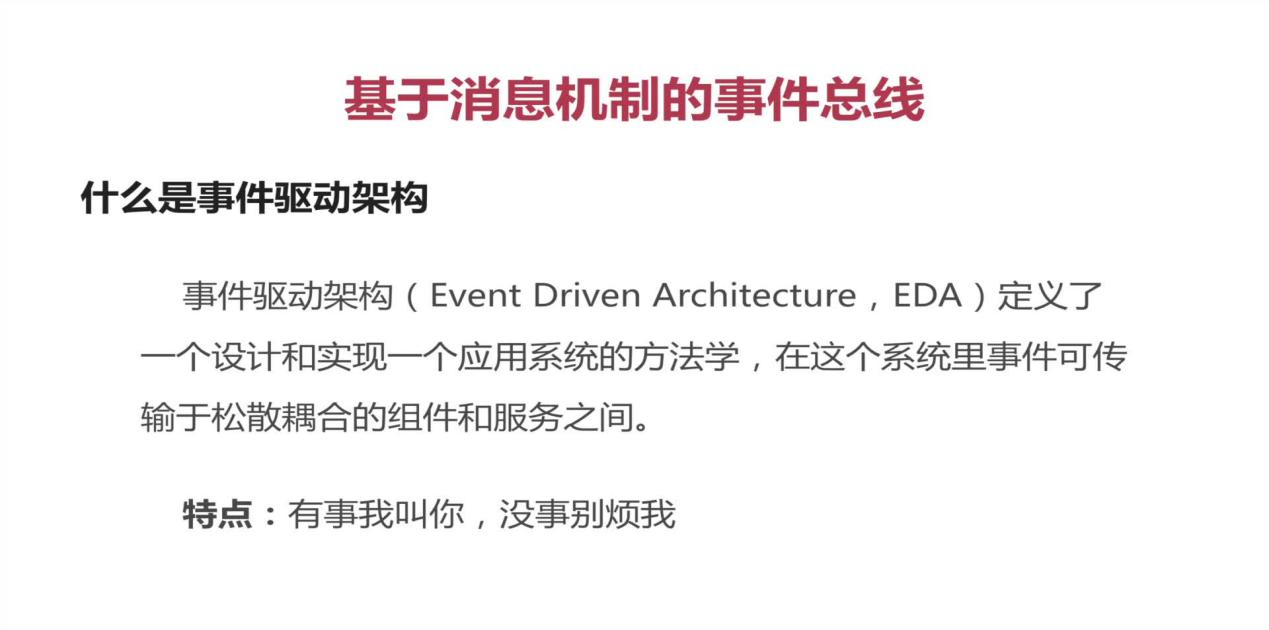 基于消息机制的事件总线
什么是事件驱动架构
事件驱动架构（Event Driven Architecture，EDA）定义了
一个设计和实现一个应用系统的方法学，在这个系统里事件可传
输于松散耦合的组件和服务之间。
特点：有事我叫你，没事别烦我